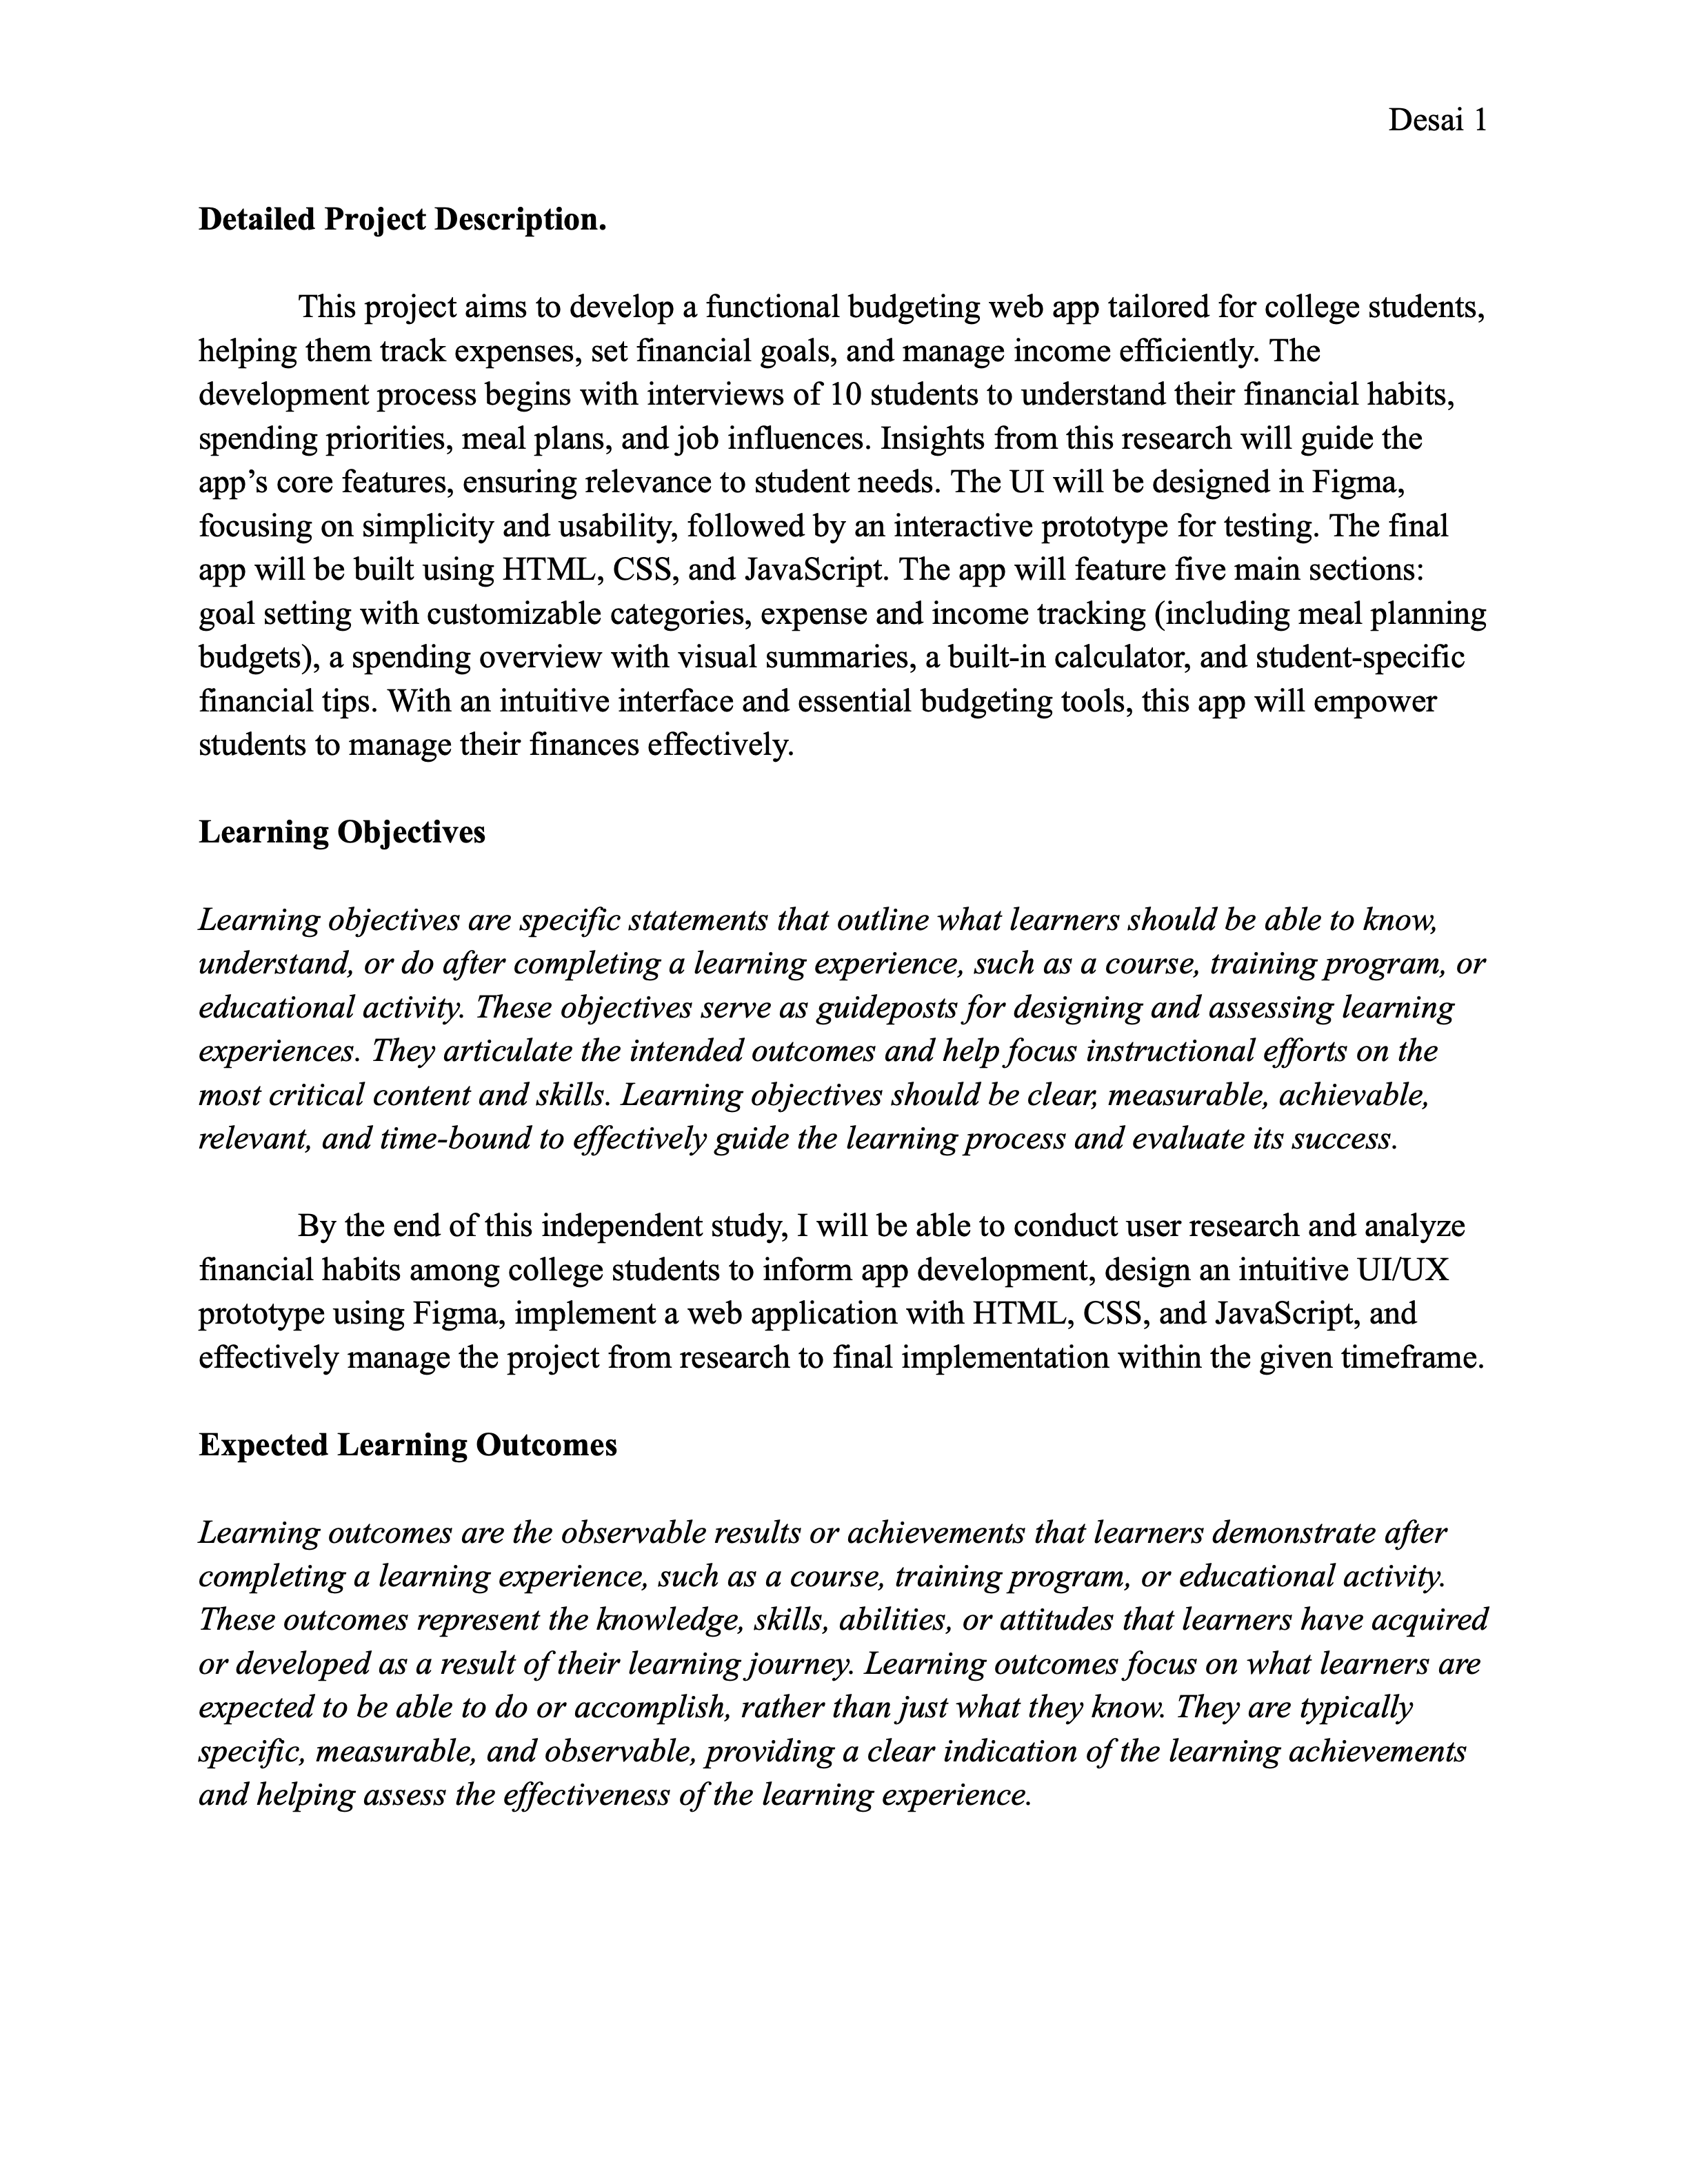 Desai 1
Detailed Project Description.
This project aims to develop a functional budgeting web app tailored for college students,
helping them track expenses, set financial goals, and manage income efficiently. The
development process begins with interviews of 10 students to understand their financial habits,
spending priorities, meal plans, and job influences. Insights from this research will guide the
app’s core features, ensuring relevance to student needs. The UI will be designed in Figma,
focusing on simplicity and usability, followed by an interactive prototype for testing. The final
app will be built using HTML, CSS, and JavaScript. The app will feature five main sections:
goal setting with customizable categories, expense and income tracking (including meal planning
budgets), a spending overview with visual summaries, a built-in calculator, and student-specific
financial tips. With an intuitive interface and essential budgeting tools, this app will empower
students to manage their finances effectively.
Learning Objectives
Learning objectives are specific statements that outline what learners should be able to know,
understand, or do after completing a learning experience, such as a course, training program, or
educational activity. These objectives serve as guideposts for designing and assessing learning
experiences. They articulate the intended outcomes and help focus instructional efforts on the
most critical content and skills. Learning objectives should be clear, measurable, achievable,
relevant, and time-bound to effectively guide the learning process and evaluate its success.
By the end of this independent study, I will be able to conduct user research and analyze
financial habits among college students to inform app development, design an intuitive UI/UX
prototype using Figma, implement a web application with HTML, CSS, and JavaScript, and
effectively manage the project from research to final implementation within the given timeframe.
Expected Learning Outcomes
Learning outcomes are the observable results or achievements that learners demonstrate after
completing a learning experience, such as a course, training program, or educational activity.
These outcomes represent the knowledge, skills, abilities, or attitudes that learners have acquired
or developed as a result of their learning journey. Learning outcomes focus on what learners are
expected to be able to do or accomplish, rather than just what they know. They are typically
specific, measurable, and observable, providing a clear indication of the learning achievements
and helping assess the effectiveness of the learning experience.